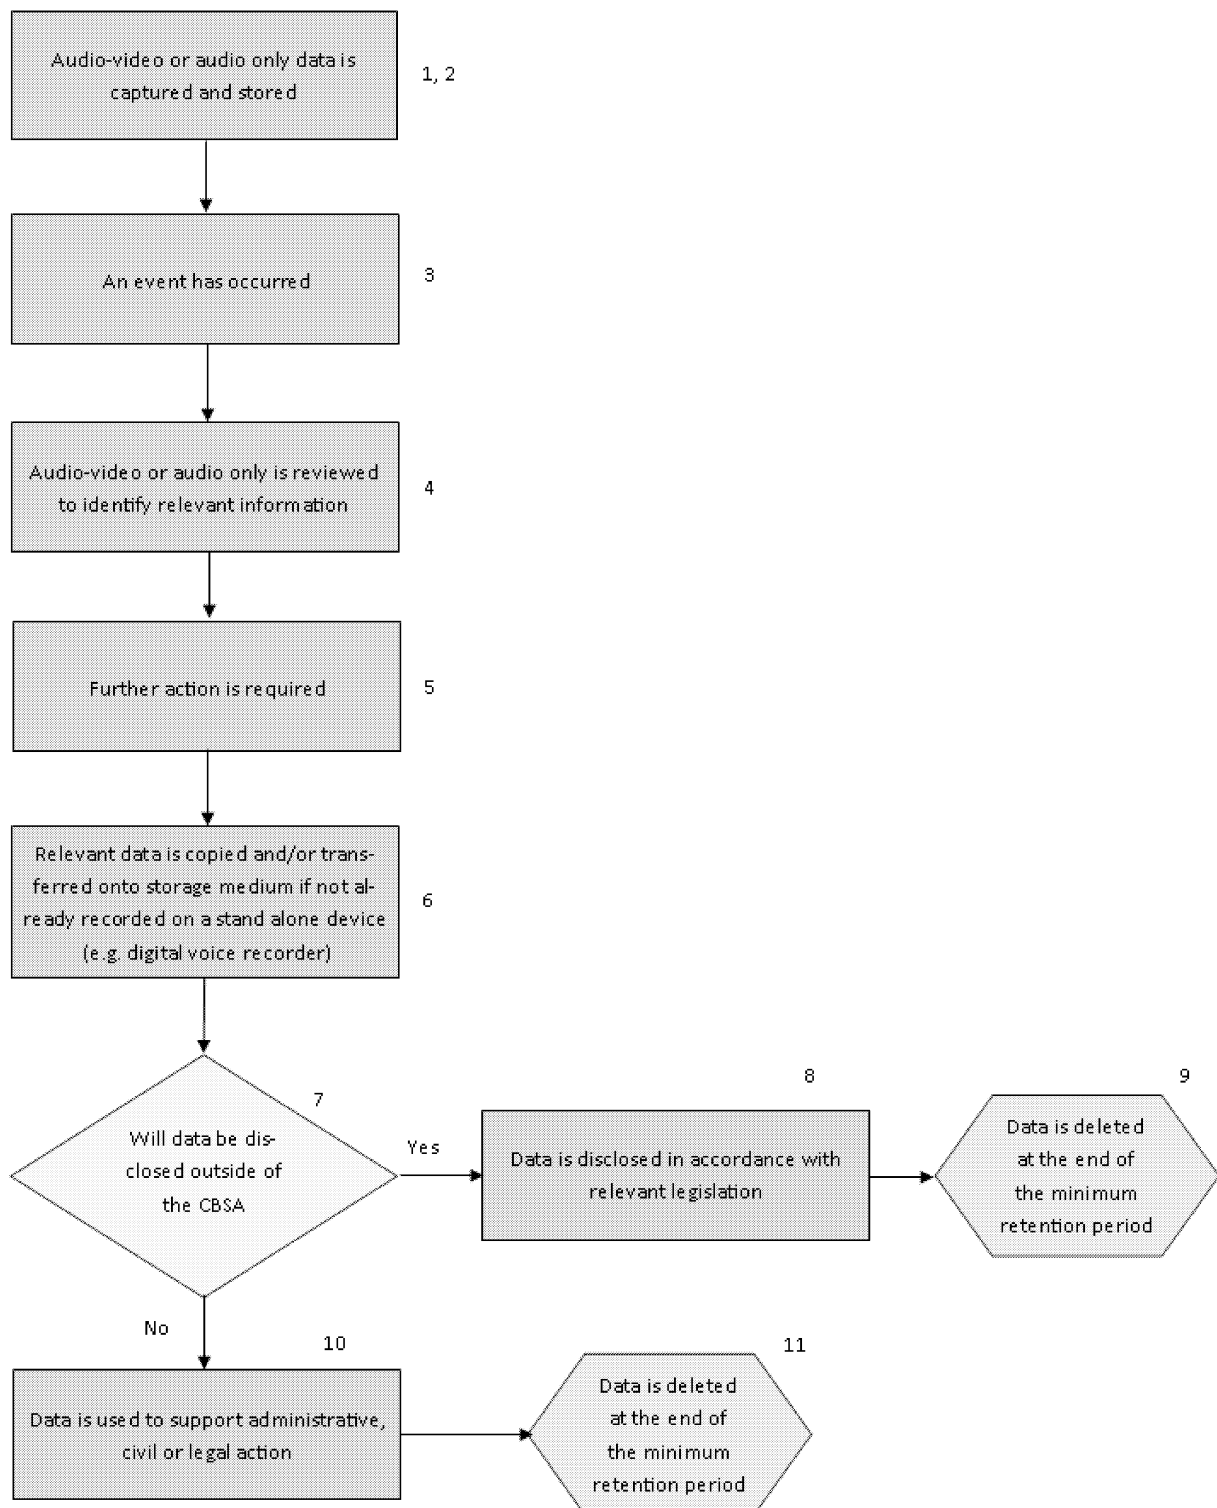 Audio-video or audio only data is
captured and stored
1, 2
An event has occurred
3
Audio-video or audio only is reviewed
to identify relevant information
4
Further action is required
5
Relevant data is copied and/or trans-
ferred onto storage medium if not al-
ready recorded on a stand alone device
(e.g. digital voice recorder)
6
7
Will data be dis-
closed outside of
the CBSA
Yes
8
Data is disclosed in accordance with
relevant legislation
9
Data is deleted
at the end of
the minimum
retention period
No
10
Data is used to support administrative,
civil or legal action
11
Data is deleted
at the end of
the minimum
retention period